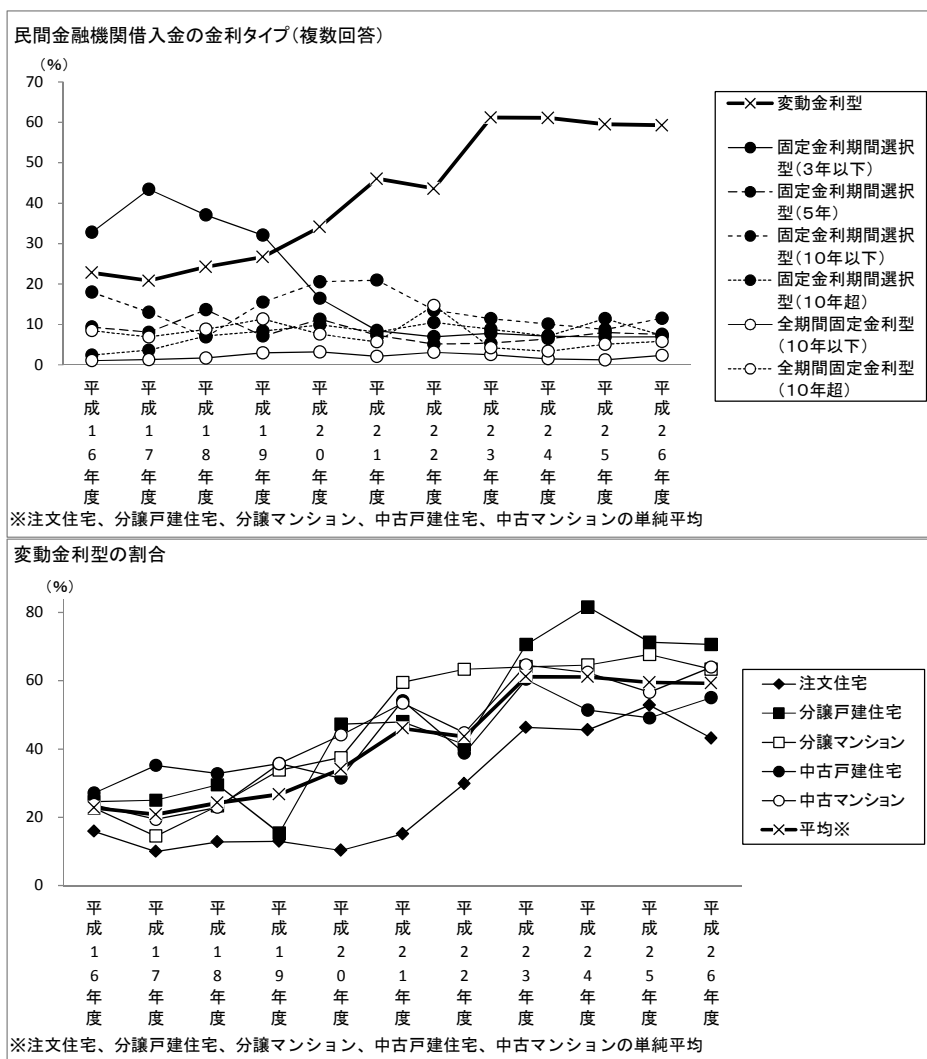 民間金融機関借入金の金利タイプ(複数回答)
(%)
70
60
50
40
30
20
10
0
平成16年度
平成17年度
平成18年度
平成19年度
平成20年度
平成21年度
平成22年度
平成23年度
平成24年度
平成25年度
平成26年度
変動金利型
固定金利期間選択
型(3年以下)
固定金利期間選択
型(5年)
固定金利期間選択
型(10年以下)
固定金利期間選択
型(10年超)
全期間固定金利型
(10年以下)
全期間固定金利型
(10年超)
※注文住宅、分譲戸建住宅、分譲マンション、中古戸建住宅、中古マンションの単純平均
変動金利型の割合
(%)
80
60
40
20
0
平成16年度
平成17年度
平成18年度
平成19年度
平成20年度
平成21年度
平成22年度
平成23年度
平成24年度
平成25年度
平成26年度
注文住宅
分譲戸建住宅
分譲マンション
中古戸建住宅
中古マンション
平均※
※注文住宅、分譲戸建住宅、分譲マンション、中古戸建住宅、中古マンションの単純平均